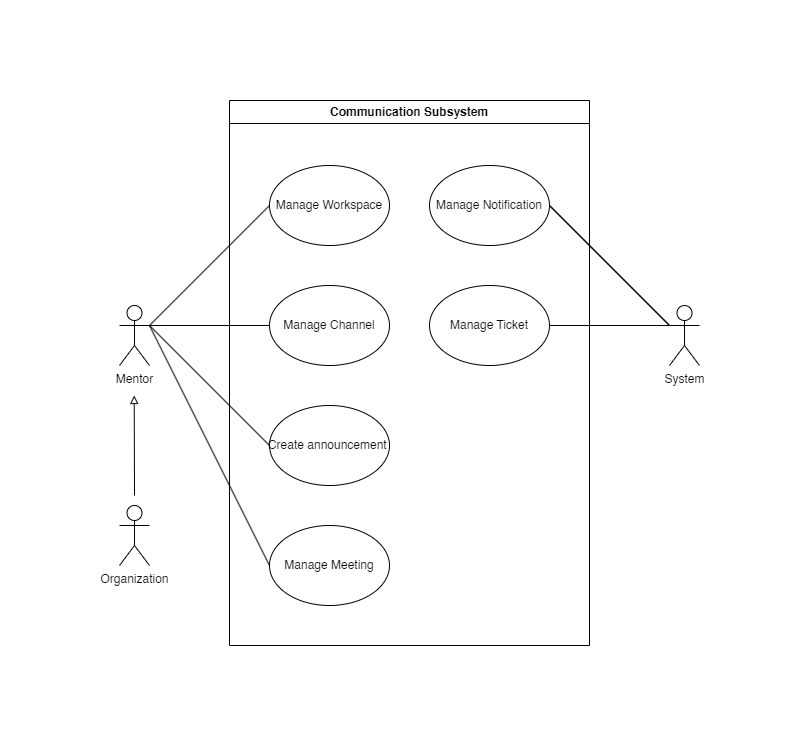 Communication Subsystem
Manage Workspace
Manage Notification
Manage Channel
Manage Ticket
Mentor
System
Create announcement
Manage Meeting
Organization